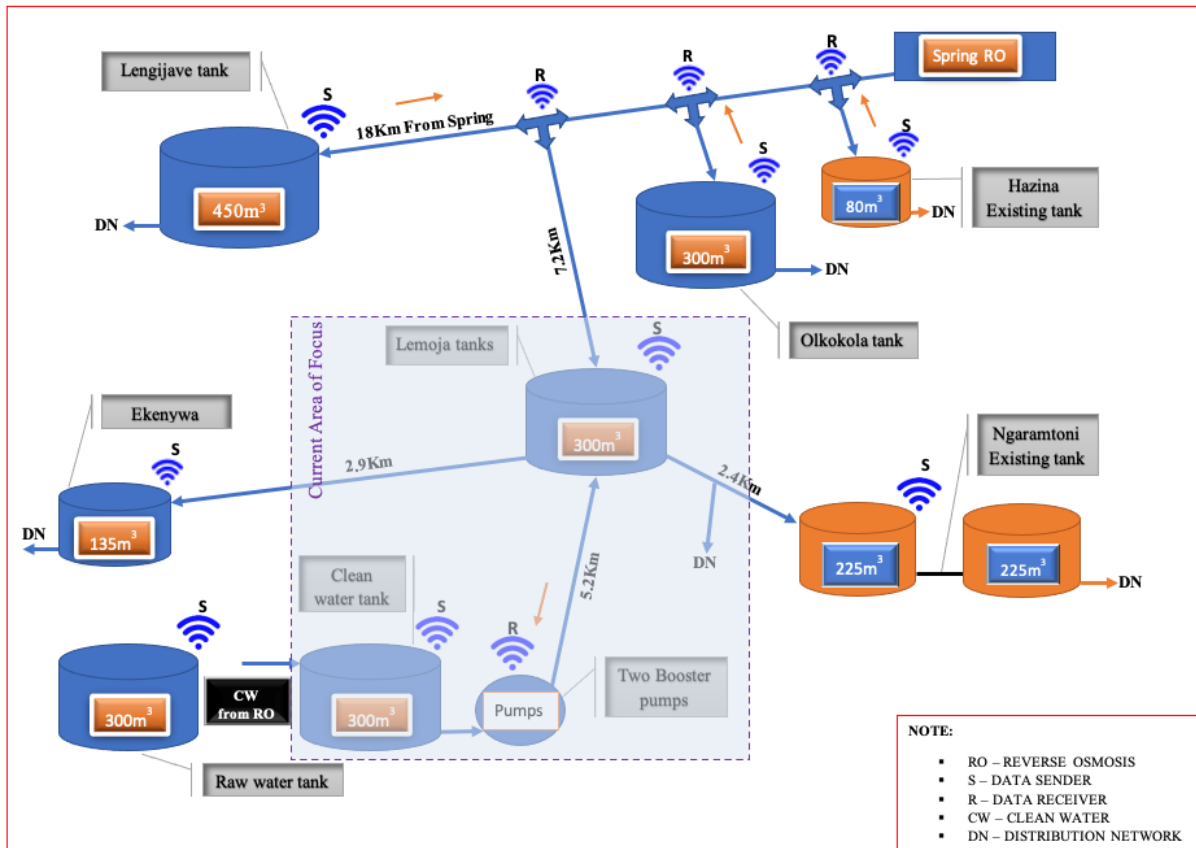 Lengijave tank
S
R
R
R
Spring RO
18Km From Spring
S
S
450m³
DN
80m³
DN
Hazina
Existing tank
300m³
DN
7.2Km
Olkokola tank
Current Area of Focus
Lemoja tanks
S
300m³
Ekenywa
S
2.9Km
135m³
DN
2.4Km
DN
Ngaramtoni
Existing tank
S
225m³
225m³
DN
Clean
water tank
5.2Km
S
S
R
300m³
CW
from RO
300m³
Pumps
Two Booster
pumps
Raw water tank
NOTE:
▪ RO – REVERSE OSMOSIS
▪ S – DATA SENDER
▪ R – DATA RECEIVER
▪ CW – CLEAN WATER
▪ DN – DISTRIBUTION NETWORK